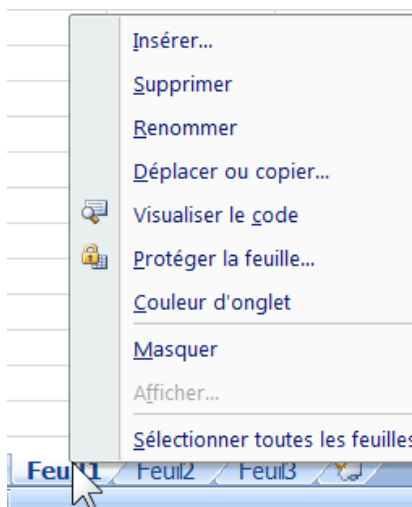 Insérer...
Supprimer
Renommer
Déplacer ou copier...
Visualiser le code
Protéger la feuille...
Couleur d'onglet
Masquer
Afficher...
Sélectionner toutes les feuilles
Feuil1 Feuil2 Feuil3